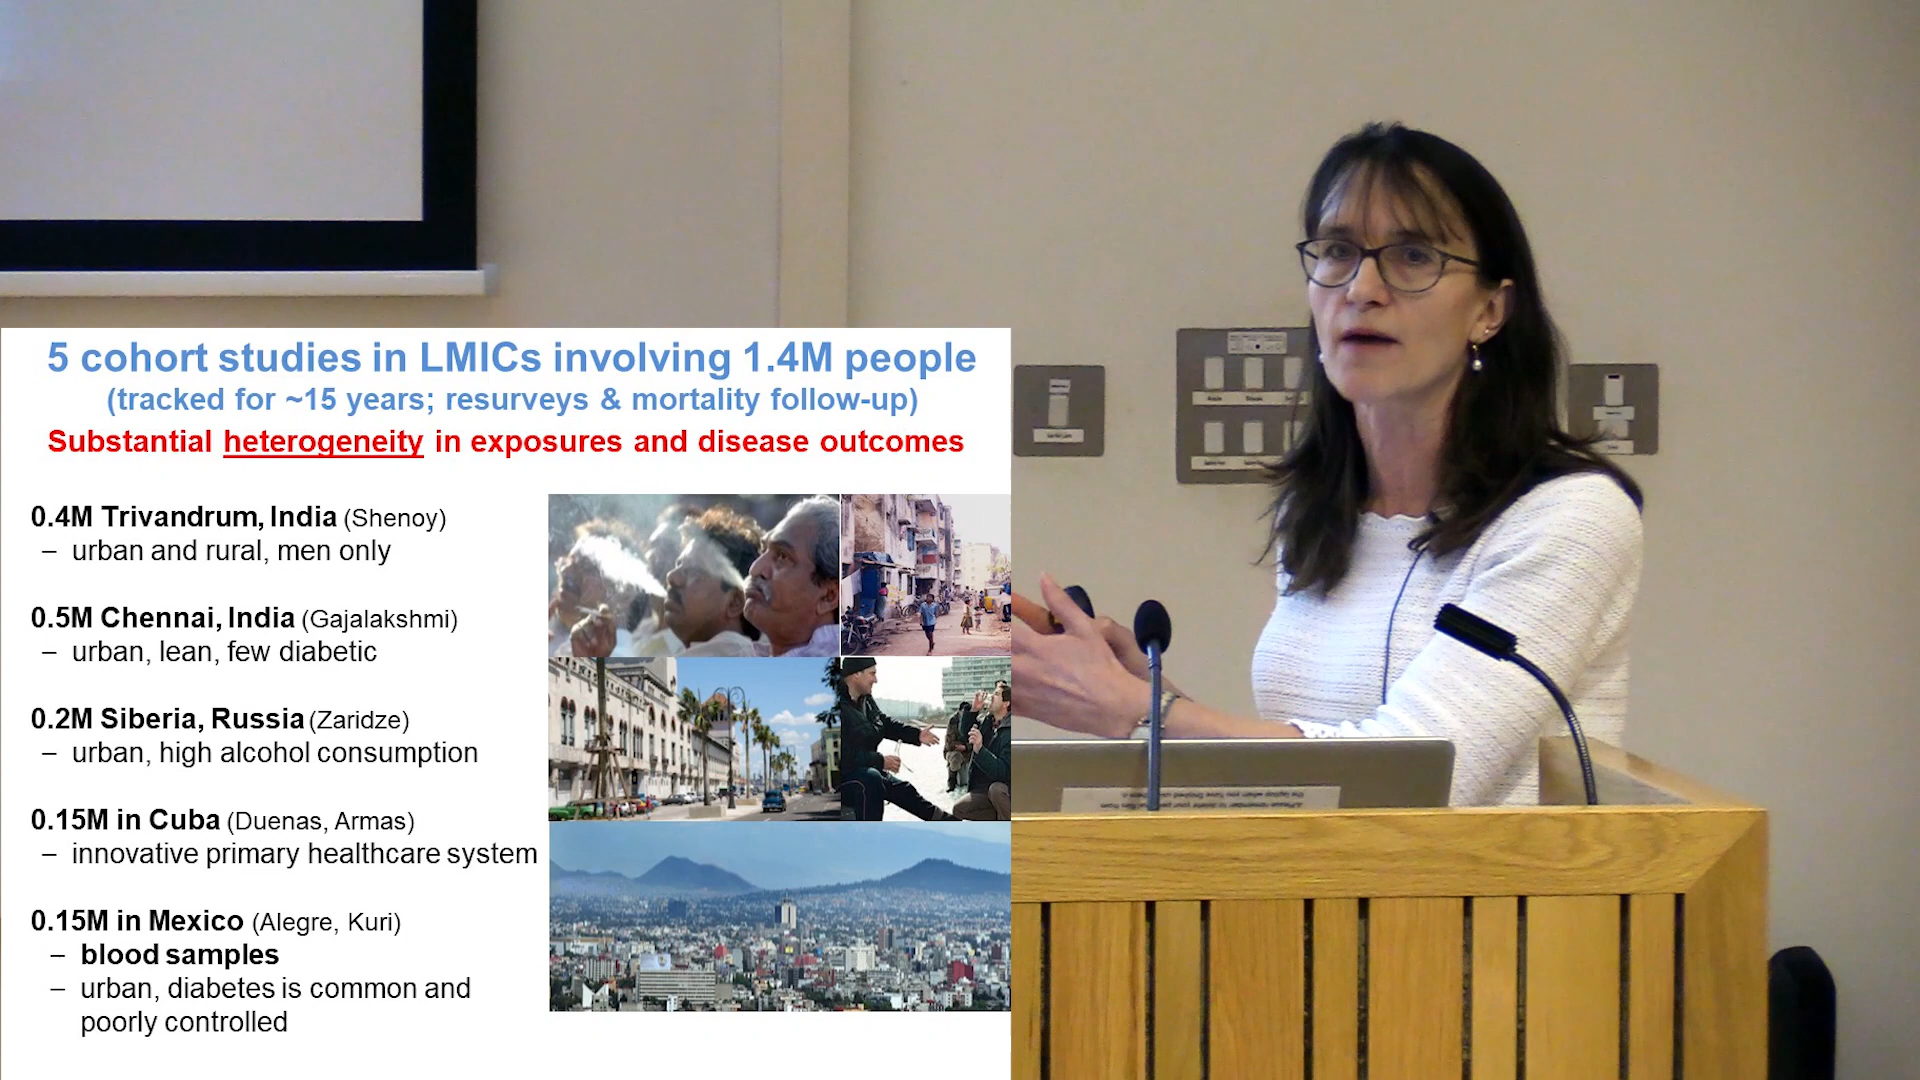 5 cohort studies in LMICs involving 1.4M people
(tracked for ~15 years; resurveys & mortality follow-up)
Substantial heterogeneity in exposures and disease outcomes
0.4M Trivandrum, India (Shenoy)
– urban and rural, men only
0.5M Chennai, India (Gajalakshmi)
– urban, lean, few diabetic
0.2M Siberia, Russia (Zaridze)
– urban, high alcohol consumption
0.15M in Cuba (Duenas, Armas)
– innovative primary healthcare system
0.15M in Mexico (Alegre, Kuri)
– blood samples
– urban, diabetes is common and
poorly controlled